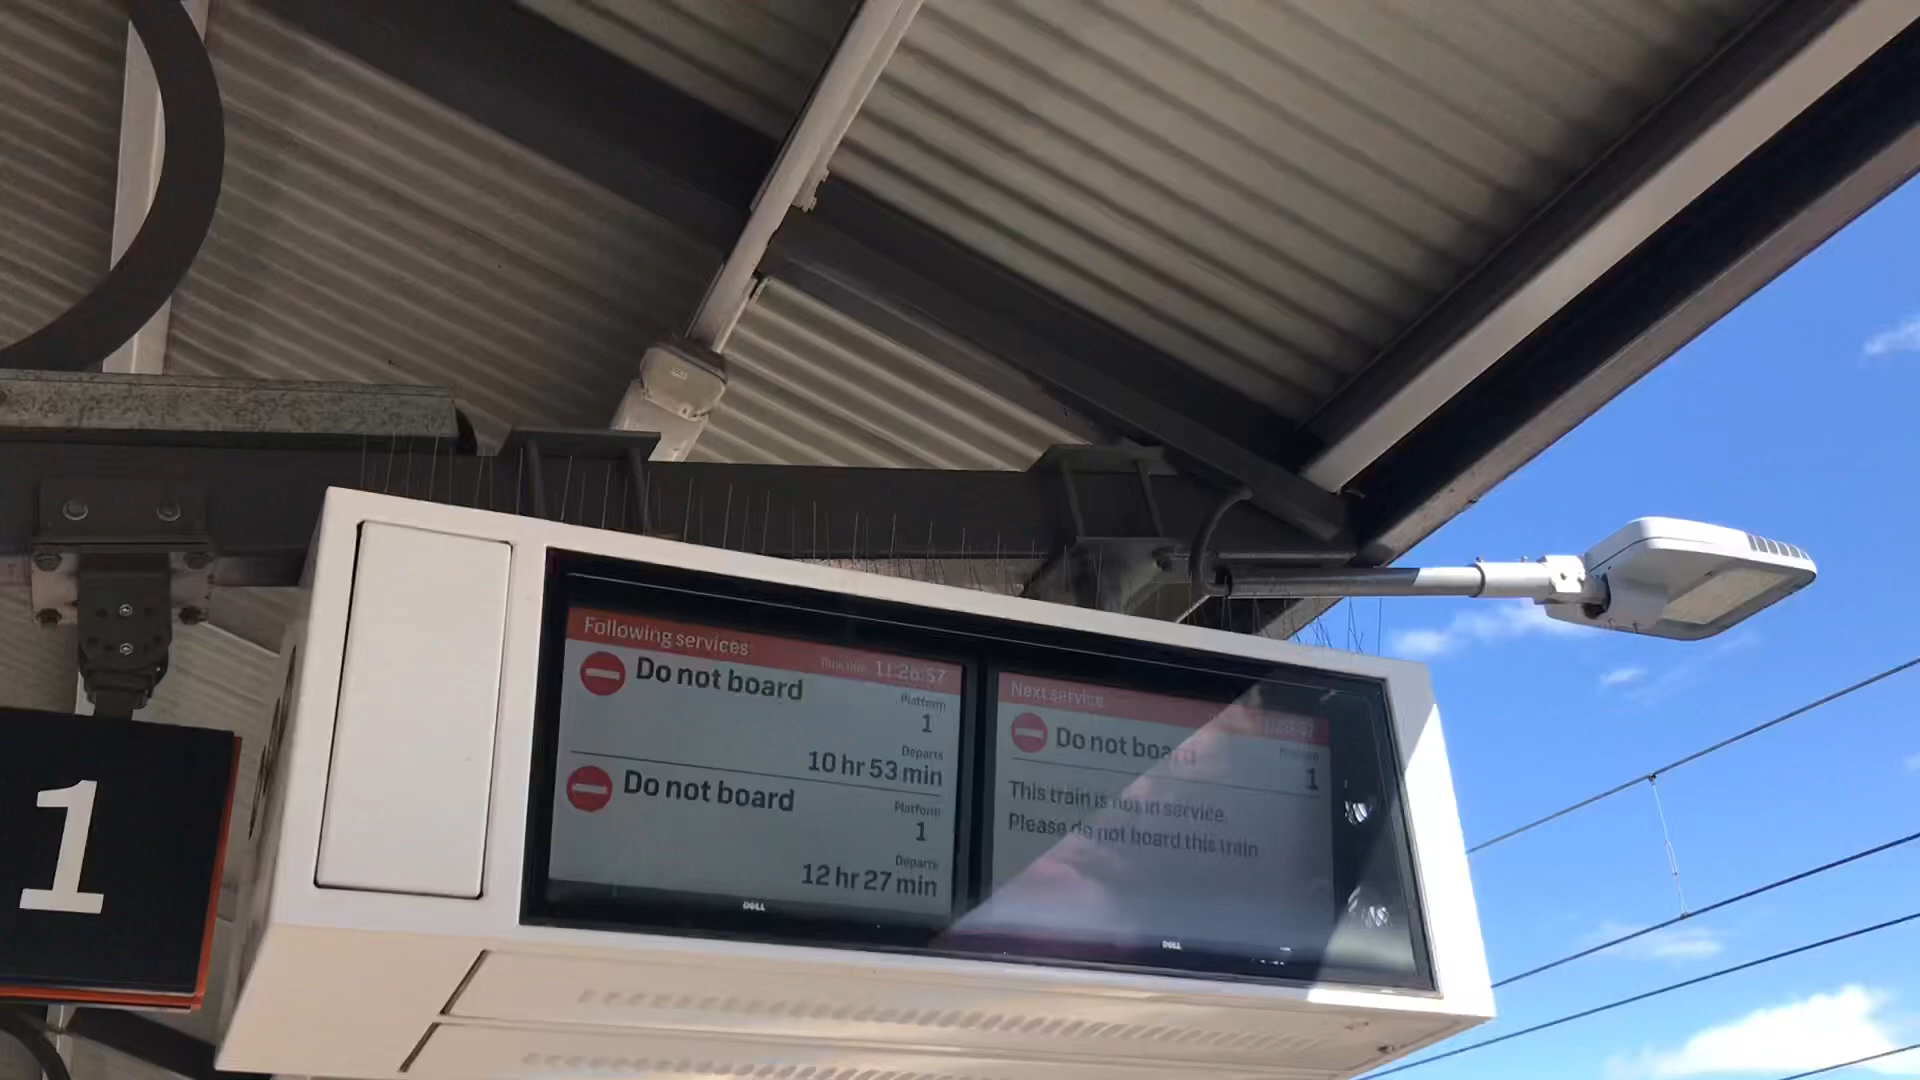 1
Following services
Time now 11:26:57
Do not board
Platform
1
Departs
10 hr 53 min
Do not board
Platform
1
Departs
12 hr 27 min
DELL
Next service
Do not board
Platform
1
This train is not in service.
Please do not board this train
DELL